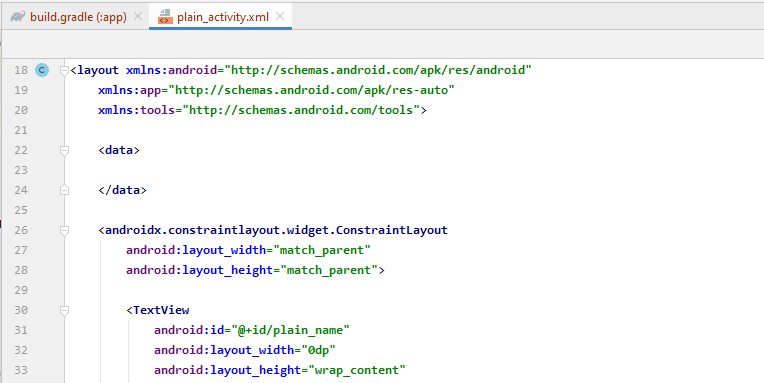 build.gradle (:app) plain_activity.xml
18 C <layout xmlns:android="http://schemas.android.com/apk/res/android"
19 xmlns:app="http://schemas.android.com/apk/res-auto"
20 xmlns:tools="http://schemas.android.com/tools">
21
22 <data>
23
24 </data>
25
26 <androidx.constraintlayout.widget.ConstraintLayout
27 android:layout_width="match_parent"
28 android:layout_height="match_parent">
29
30 <TextView
31 android:id="@+id/plain_name"
32 android:layout_width="0dp"
33 android:layout_height="wrap_content"